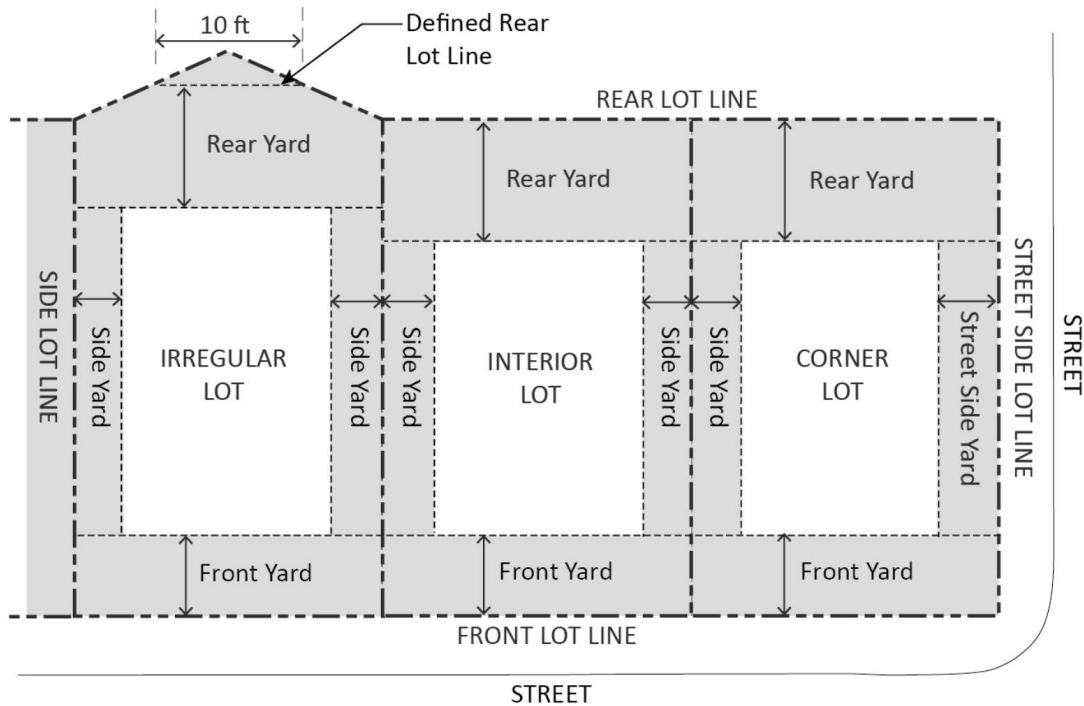 10 ft
Defined Rear
Lot Line
REAR LOT LINE
Rear Yard
Rear Yard
Rear Yard
SIDE LOT LINE
Side Yard
IRREGULAR
LOT
Side Yard
Side Yard
INTERIOR
LOT
Side Yard
Side Yard
CORNER
LOT
Street Side Yard
STREET SIDE LOT LINE
STREET
Front Yard
Front Yard
Front Yard
FRONT LOT LINE
STREET